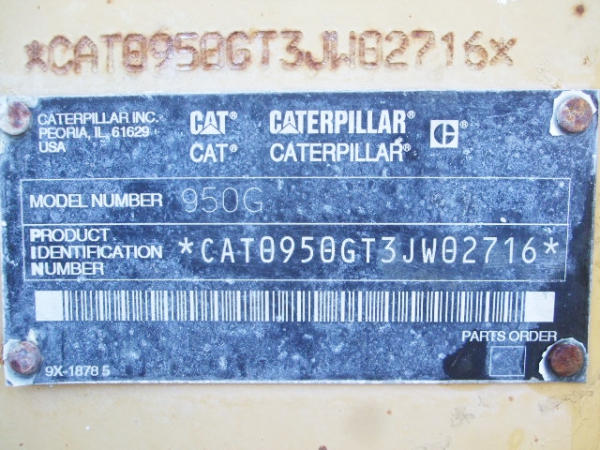 *CAT0950GT3JW02716*
CATERPILLAR INC.
PEORIA, IL, 61629
USA
CAT® CATERPILLAR® C
CAT® CATERPILLAR®
MODEL NUMBER 950G
PRODUCT
IDENTIFICATION *CAT0950GT3JW02716*
NUMBER
PARTS ORDER
9X-1878 5